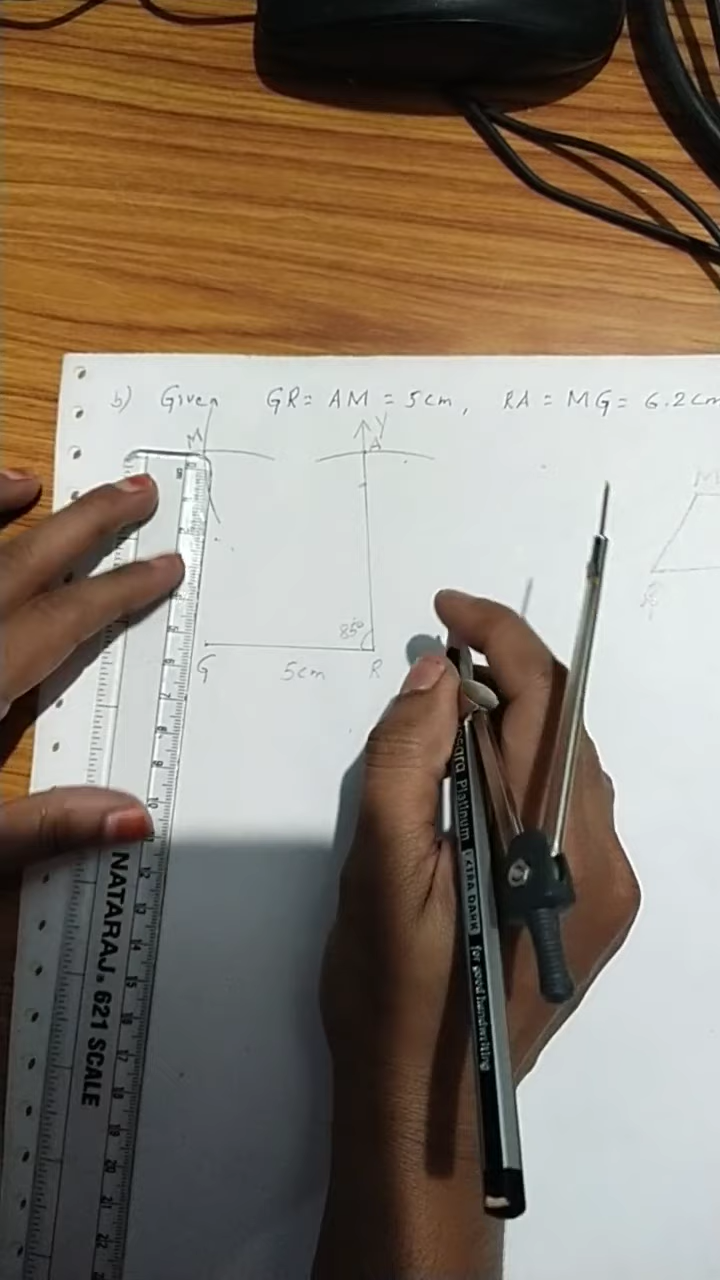 b) Given GR = AM = 5cm, RA = MG = 6.2cm
M
Y
A
M
85°
G 5cm R
NATARAJ 621 SCALE
Platinum EXTRA DARK for good handwriting